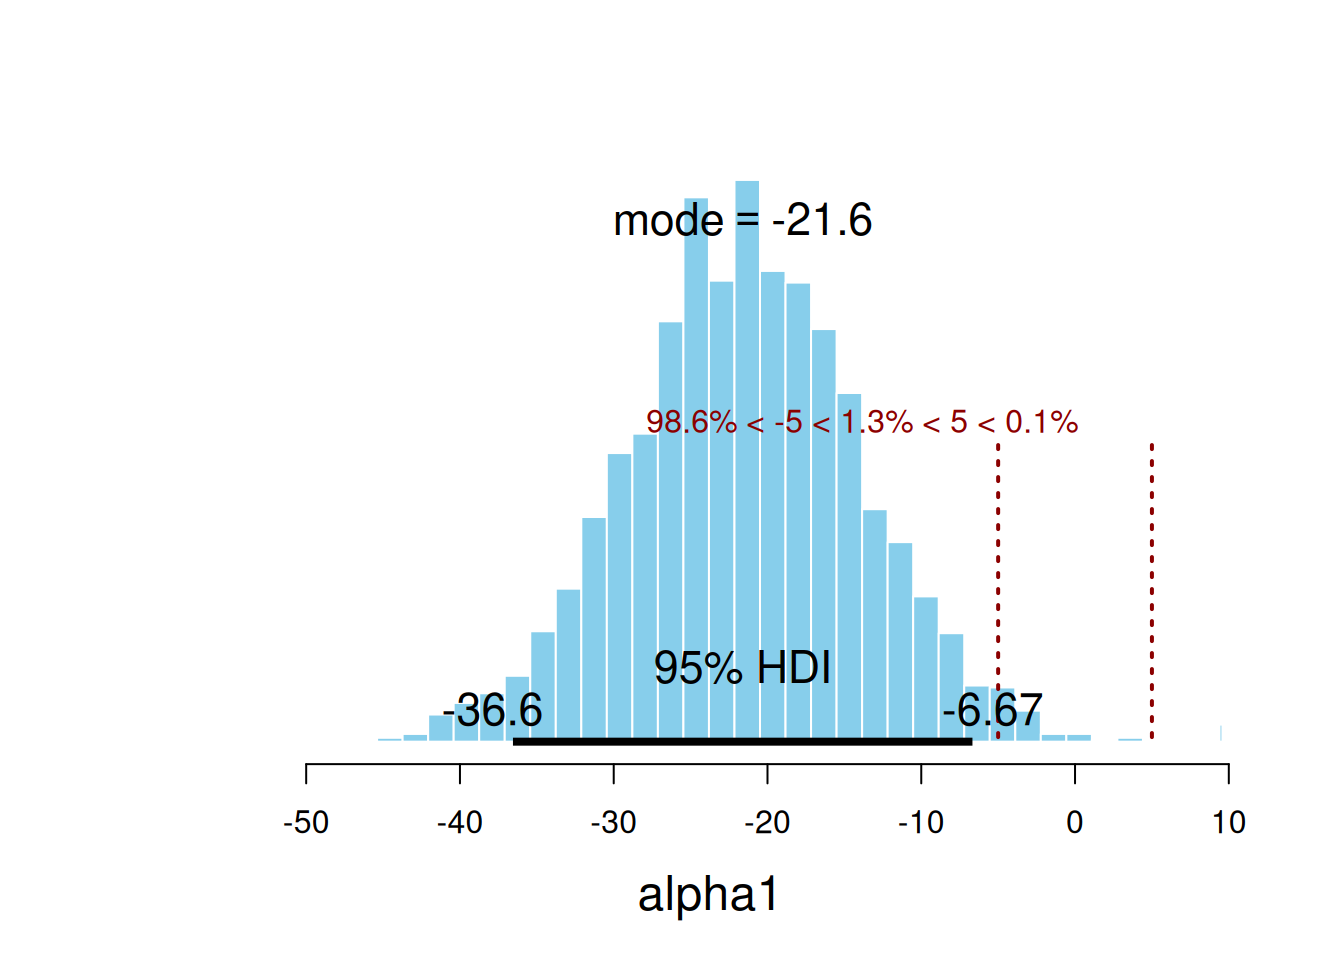 mode = -21.6
98.6% < -5 < 1.3% < 5 < 0.1%
95% HDI
-36.6 -6.67
-50 -40 -30 -20 -10 0 10
alpha1